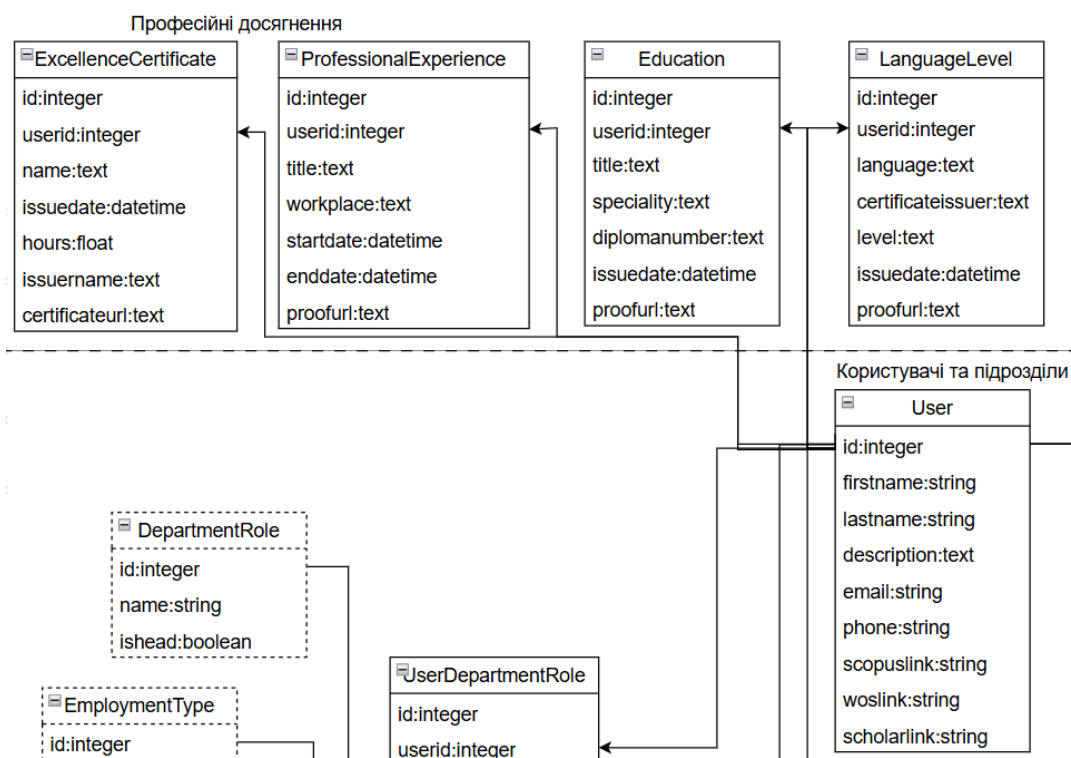 Професійні досягнення
ExcellenceCertificate
id:integer
userid:integer
name:text
issuedate:datetime
hours:float
issuername:text
certificateurl:text
ProfessionalExperience
id:integer
userid:integer
title:text
workplace:text
startdate:datetime
enddate:datetime
proofurl:text
Education
id:integer
userid:integer
title:text
speciality:text
diplomanumber:text
issuedate:datetime
proofurl:text
LanguageLevel
id:integer
userid:integer
language:text
certificateissuer:text
level:text
issuedate:datetime
proofurl:text
Користувачі та підрозділи
User
id:integer
firstname:string
lastname:string
description:text
email:string
phone:string
scopuslink:string
woslink:string
scholarlink:string
DepartmentRole
id:integer
name:string
ishead:boolean
EmploymentType
id:integer
UserDepartmentRole
id:integer
userid:integer